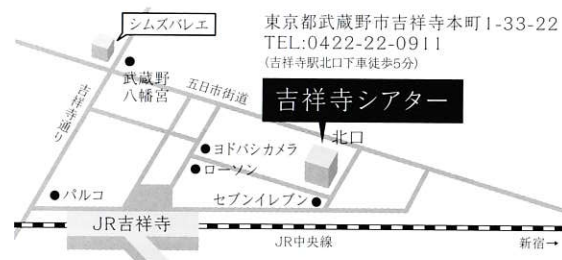 シムズバレエ
東京都武蔵野市吉祥寺本町1-33-22
TEL:0422-22-0911
(吉祥寺駅北口下車徒歩5分)
武蔵野
八幡宮
五日市街道
吉祥寺シアター
吉祥寺通り
北口
ヨドバシカメラ
ローソン
パルコ
セブンイレブン
JR吉祥寺
JR中央線
新宿→